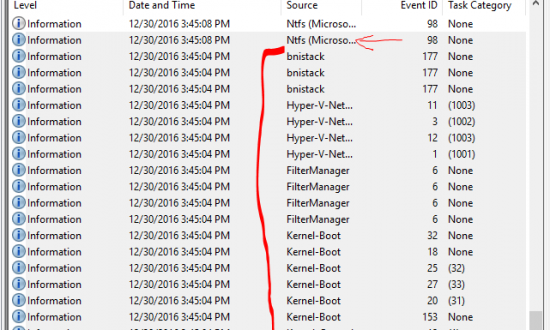 Level Date and Time Source Event ID Task Category
Information 12/30/2016 3:45:08 PM Ntfs (Microso... 98 None
Information 12/30/2016 3:45:08 PM Ntfs (Microso... 98 None
Information 12/30/2016 3:45:04 PM bnistack 177 None
Information 12/30/2016 3:45:04 PM bnistack 177 None
Information 12/30/2016 3:45:04 PM bnistack 177 None
Information 12/30/2016 3:45:04 PM Hyper-V-Net... 11 (1003)
Information 12/30/2016 3:45:04 PM Hyper-V-Net... 3 (1002)
Information 12/30/2016 3:45:04 PM Hyper-V-Net... 12 (1003)
Information 12/30/2016 3:45:04 PM Hyper-V-Net... 1 (1001)
Information 12/30/2016 3:45:04 PM FilterManager 6 None
Information 12/30/2016 3:45:04 PM FilterManager 6 None
Information 12/30/2016 3:45:04 PM FilterManager 6 None
Information 12/30/2016 3:45:04 PM FilterManager 6 None
Information 12/30/2016 3:45:04 PM Kernel-Boot 32 None
Information 12/30/2016 3:45:04 PM Kernel-Boot 18 None
Information 12/30/2016 3:45:04 PM Kernel-Boot 25 (32)
Information 12/30/2016 3:45:04 PM Kernel-Boot 27 (33)
Information 12/30/2016 3:45:04 PM Kernel-Boot 20 (31)
Information 12/30/2016 3:45:04 PM Kernel-Boot 153 None